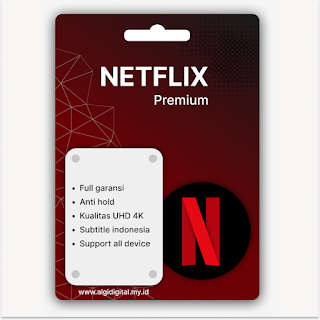 NETFLIX
Premium
• Full garansi
• Anti hold
• Kualitas UHD 4K
• Subtitle indonesia
• Support all device
N
www.algidigital.my.id